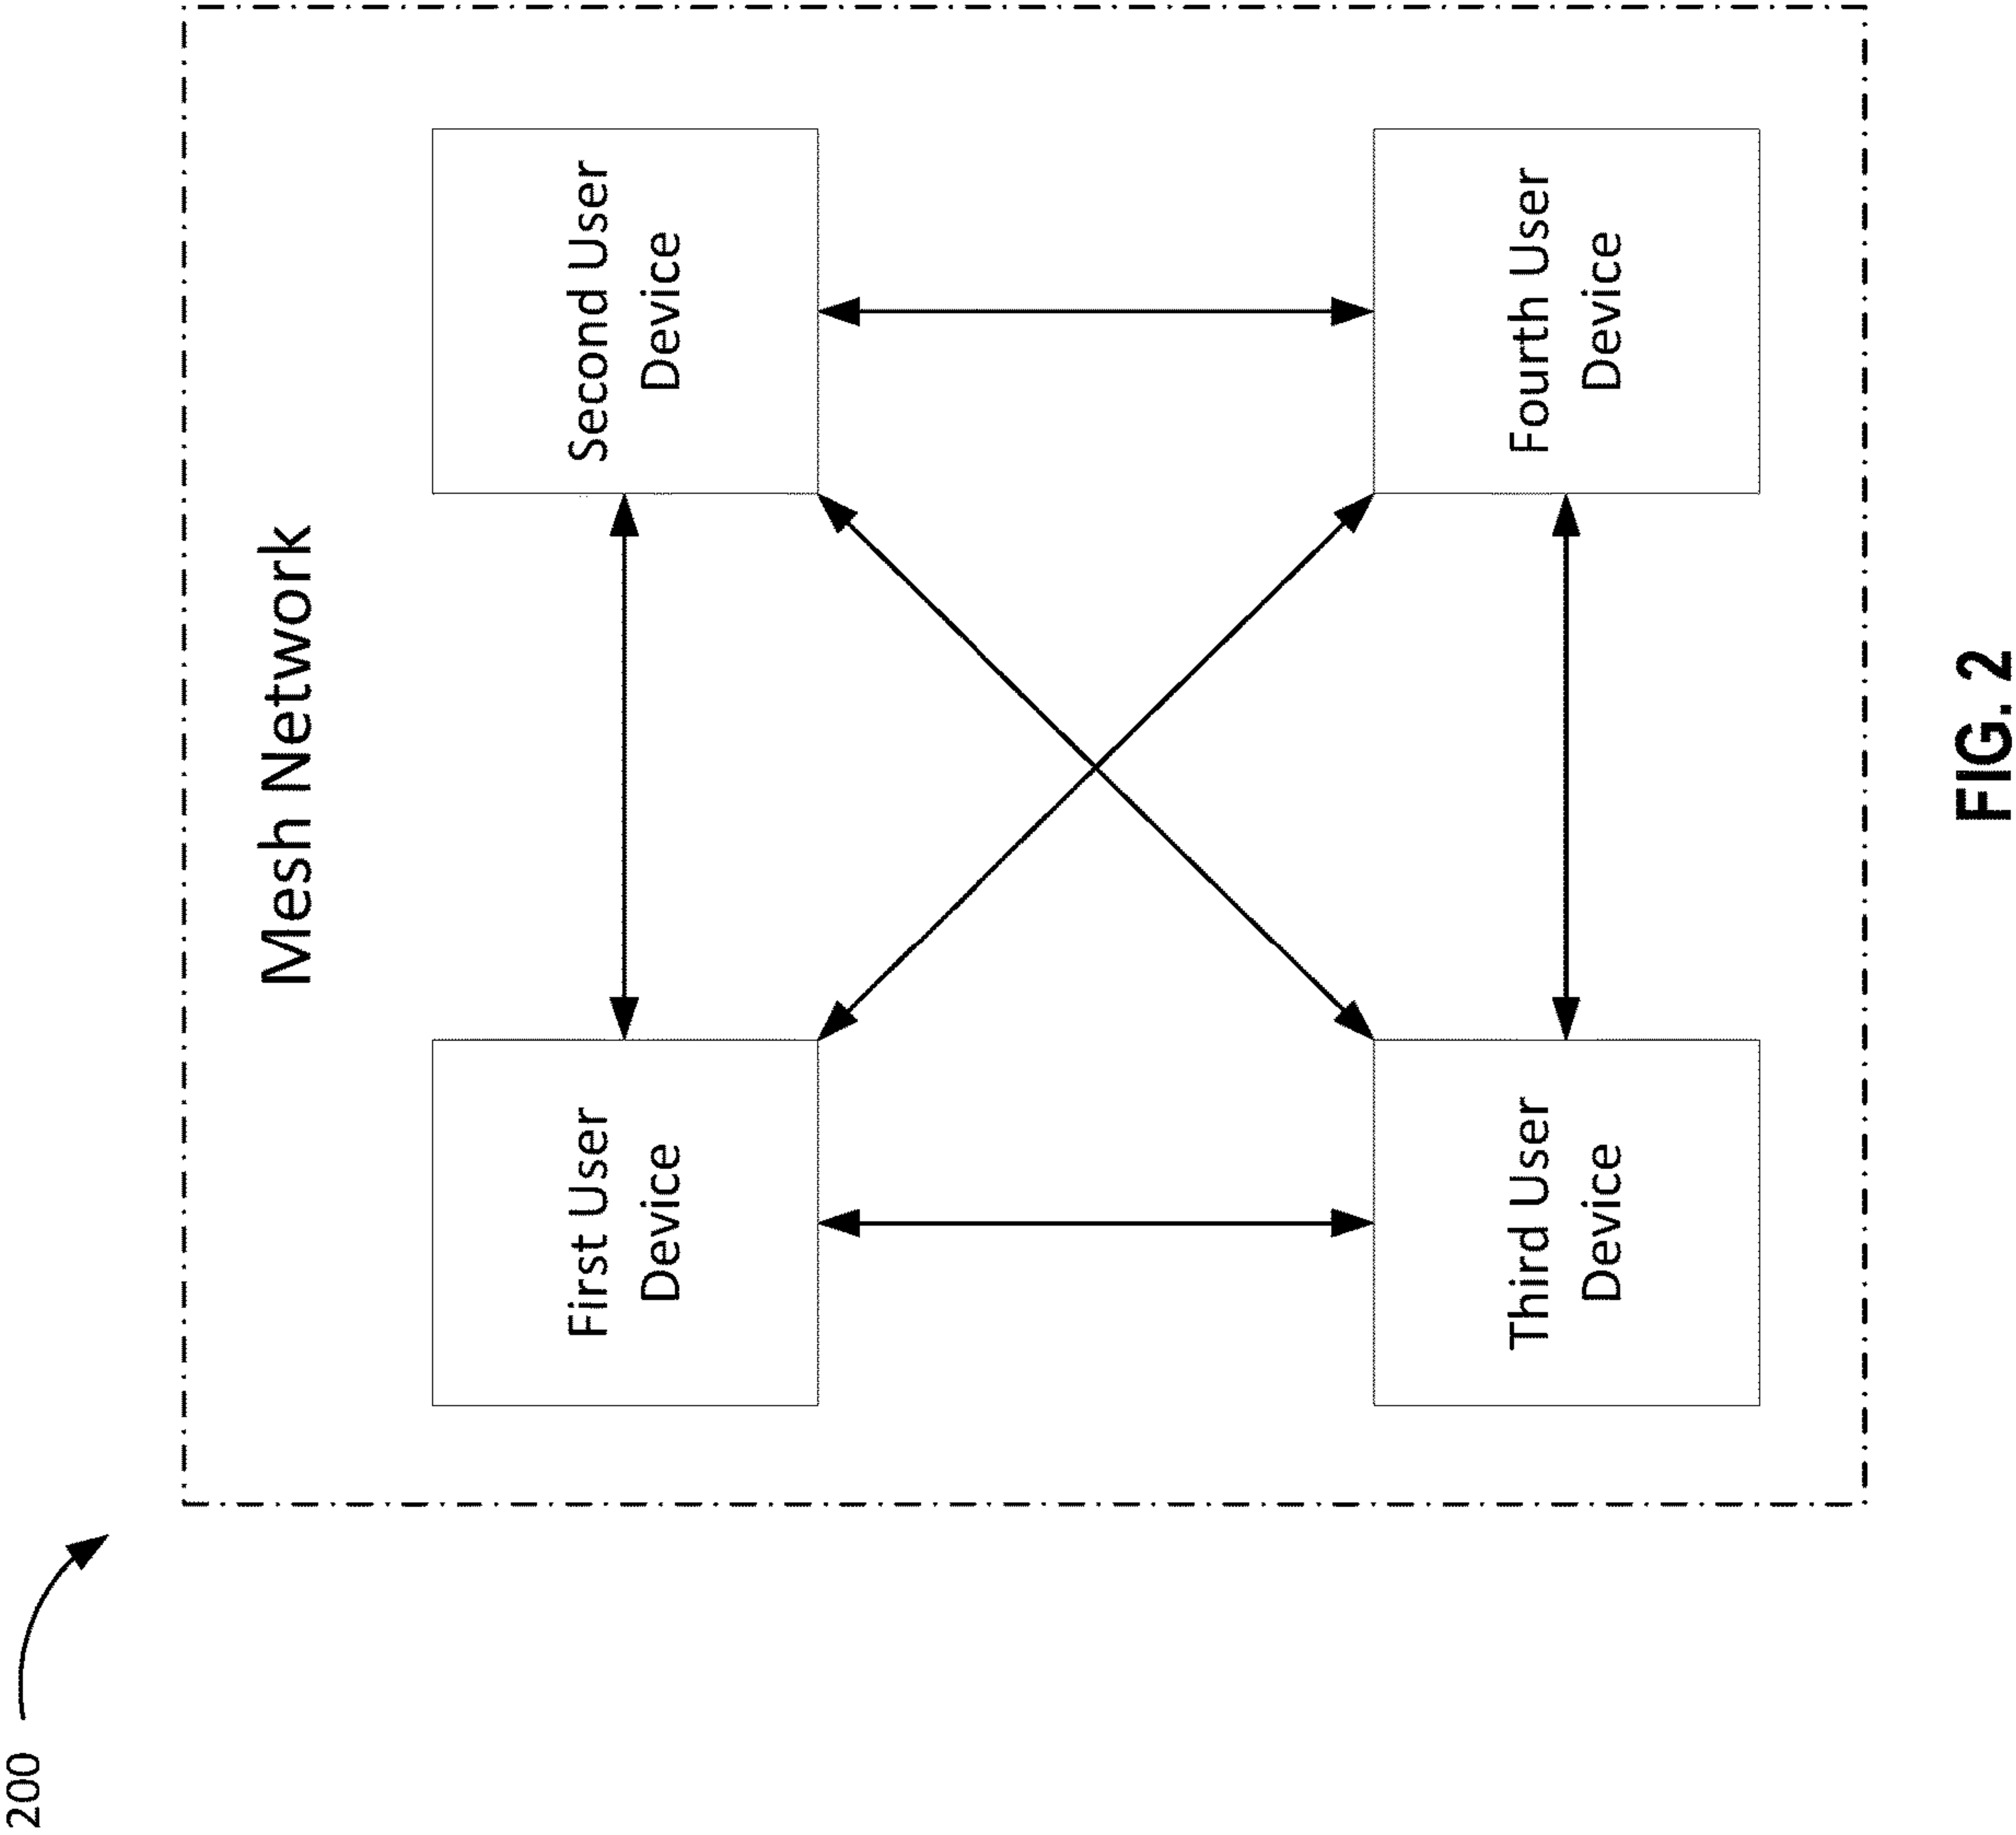 200
Mesh Network
First User
Device
Second User
Device
Third User
Device
Fourth User
Device
FIG. 2